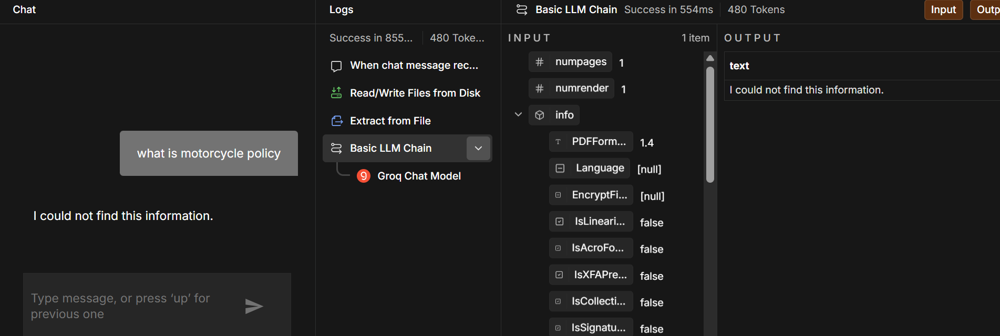 Chat
what is motorcycle policy
I could not find this information.
Type message, or press ‘up’ for
previous one
Logs
Success in 855... 480 Toke...
When chat message rec...
Read/Write Files from Disk
Extract from File
Basic LLM Chain
Groq Chat Model
Basic LLM Chain Success in 554ms 480 Tokens
Input Outp
INPUT 1 item
# numpages 1
# numrender 1
info
T PDFForm... 1.4
Language [null]
EncryptFi... [null]
IsLineari... false
IsAcroFo... false
IsXFAPre... false
IsCollecti... false
IsSignatu... false
OUTPUT
text
I could not find this information.